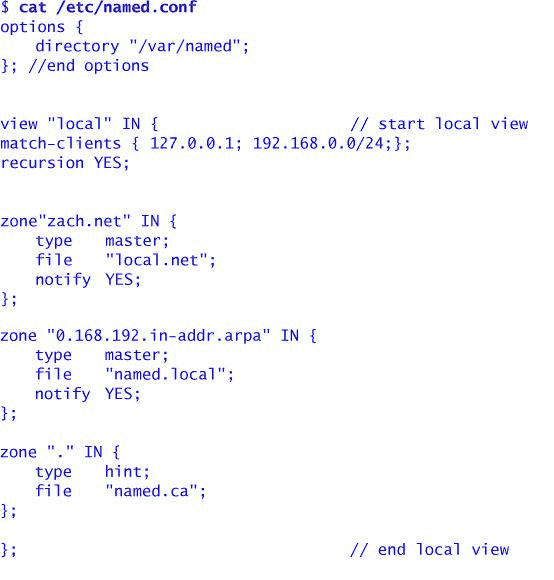 $ cat /etc/named.conf
options {
directory "/var/named";
}; //end options
view "local" IN { // start local view
match-clients { 127.0.0.1; 192.168.0.0/24;};
recursion YES;
zone"zach.net" IN {
type master;
file "local.net";
notify YES;
};
zone "0.168.192.in-addr.arpa" IN {
type master;
file "named.local";
notify YES;
};
zone "." IN {
type hint;
file "named.ca";
};
}; // end local view